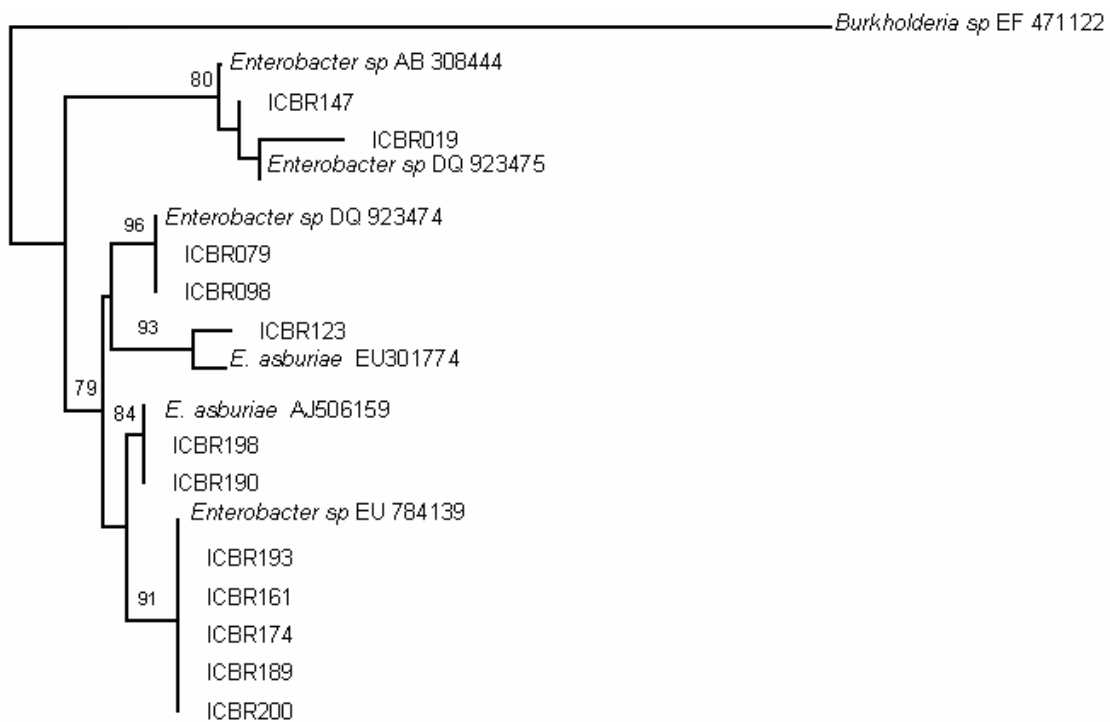 Burkholderia sp EF 471122
Enterobacter sp AB 308444
80
ICBR147
ICBR019
Enterobacter sp DQ 923475
Enterobacter sp DQ 923474
96
ICBR079
ICBR098
ICBR123
93
E. asburiae EU301774
79
E. asburiae AJ506159
84
ICBR198
ICBR190
Enterobacter sp EU 784139
ICBR193
91
ICBR161
ICBR174
ICBR189
ICBR200